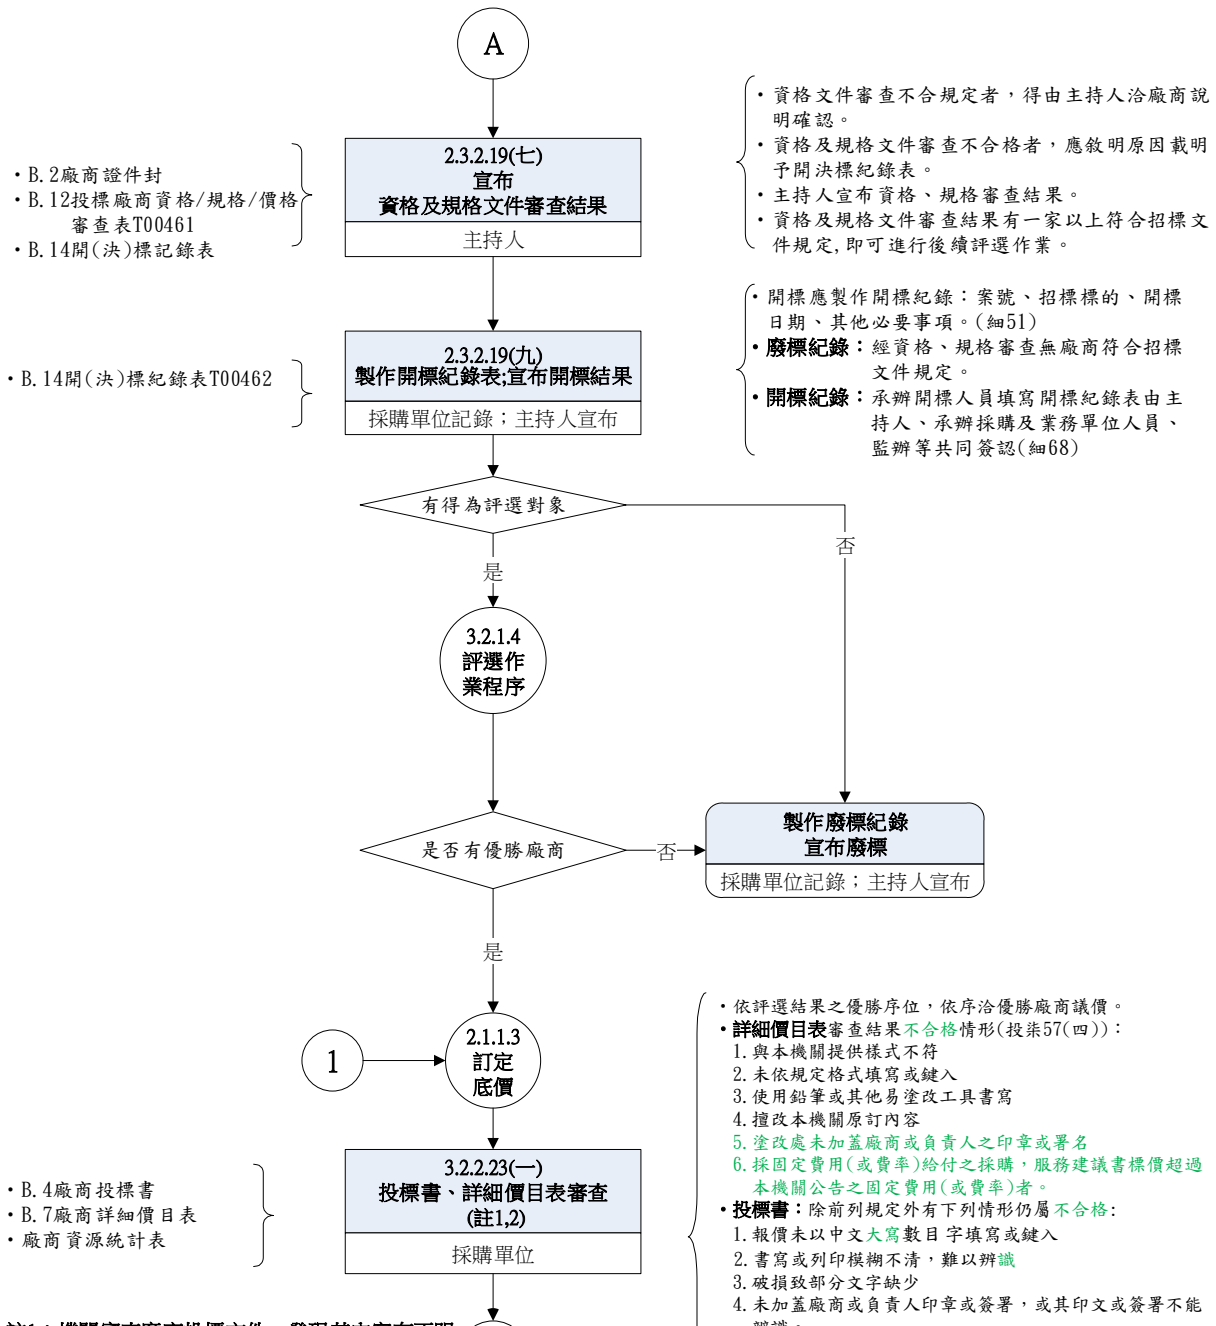 A
2.3.2.19(七)
宣布
資格及規格文件審查結果
主持人
・B.2廠商證件封
・B.12投標廠商資格/規格/價格
審查表T00461
・B.14開(決)標記錄表
・資格文件審查不合規定者，得由主持人洽廠商說
明確認。
・資格及規格文件審查不合格者，應敘明原因載明
予開決標紀錄表。
・主持人宣布資格、規格審查結果。
・資格及規格文件審查結果有一家以上符合招標文
件規定,即可進行後續評選作業。
2.3.2.19(九)
製作開標紀錄表;宣布開標結果
採購單位記錄；主持人宣布
・B.14開(決)標紀錄表T00462
・開標應製作開標紀錄：案號、招標標的、開標
日期、其他必要事項。(細51)
・廢標紀錄：經資格、規格審查無廠商符合招標
文件規定。
・開標紀錄：承辦開標人員填寫開標紀錄表由主
持人、承辦採購及業務單位人員、
監辦等共同簽認(細68)
有得為評選對象
否
是
3.2.1.4
評選作
業程序
是否有優勝廠商
否
製作廢標紀錄
宣布廢標
採購單位記錄；主持人宣布
是
1
2.1.1.3
訂定
底價
3.2.2.23(一)
投標書、詳細價目表審查
(註1,2)
採購單位
・B.4廠商投標書
・B.7廠商詳細價目表
・廠商資源統計表
・依評選結果之優勝序位，依序洽優勝廠商議價。
・詳細價目表審查結果不合格情形(投柒57(四))：
1.與本機關提供樣式不符
2.未依規定格式填寫或鍵入
3.使用鉛筆或其他易塗改工具書寫
4.擅改本機關原訂內容
5.塗改處未加蓋廠商或負責人之印章或署名
6.採固定費用(或費率)給付之採購，服務建議書標價超過
本機關公告之固定費用(或費率)者。
・投標書：除前列規定外有下列情形仍屬不合格:
1.報價未以中文大寫數目字填寫或鍵入
2.書寫或列印模糊不清，難以辨識
3.破損致部分文字缺少
4.未加蓋廠商或負責人印章或簽署，或其印文或簽署不能